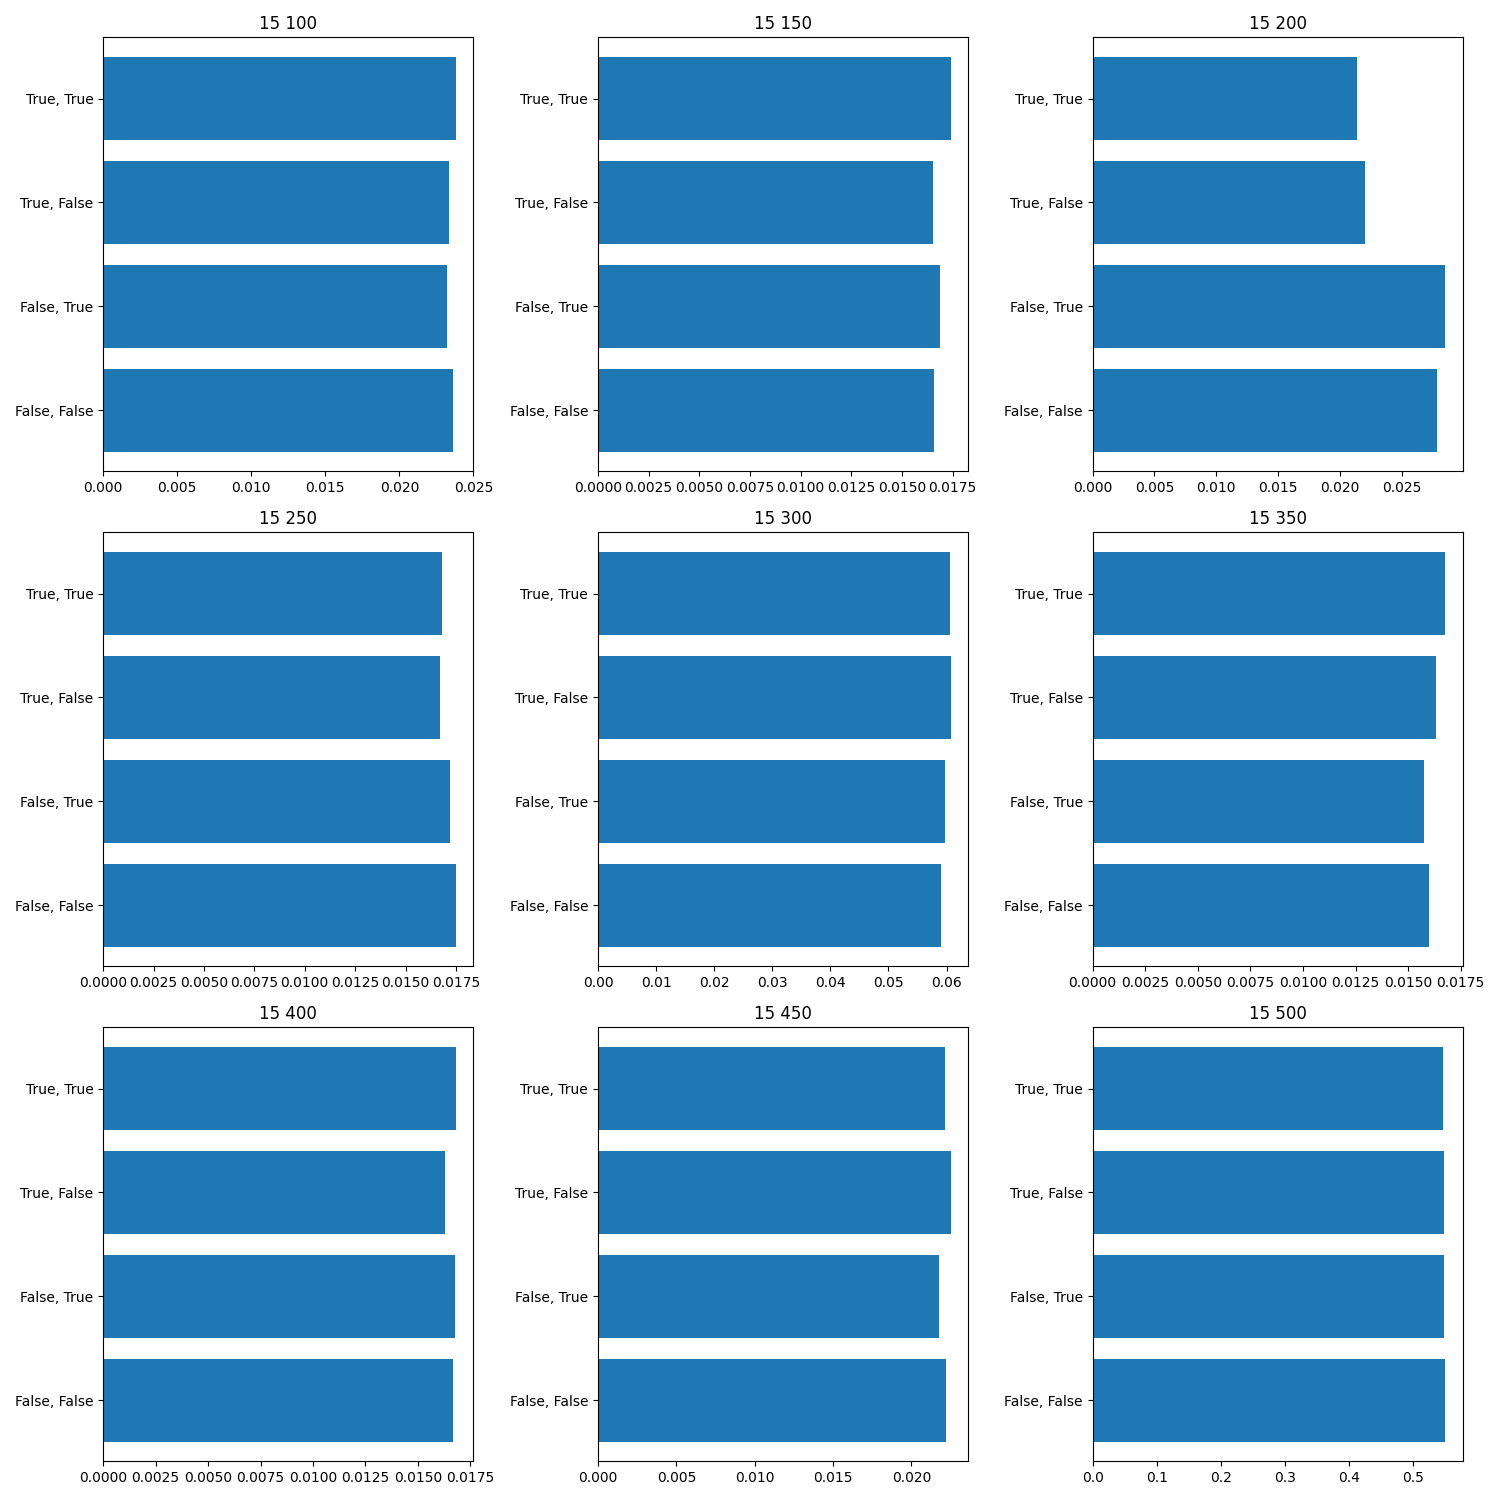 15 100
True, True
True, False
False, True
False, False
0.000 0.005 0.010 0.015 0.020 0.025
15 150
True, True
True, False
False, True
False, False
0.0000 0.0025 0.0050 0.0075 0.0100 0.0125 0.0150 0.0175
15 200
True, True
True, False
False, True
False, False
0.000 0.005 0.010 0.015 0.020 0.025
15 250
True, True
True, False
False, True
False, False
0.0000 0.0025 0.0050 0.0075 0.0100 0.0125 0.0150 0.0175
15 300
True, True
True, False
False, True
False, False
0.00 0.01 0.02 0.03 0.04 0.05 0.06
15 350
True, True
True, False
False, True
False, False
0.0000 0.0025 0.0050 0.0075 0.0100 0.0125 0.0150 0.0175
15 400
True, True
True, False
False, True
False, False
0.0000 0.0025 0.0050 0.0075 0.0100 0.0125 0.0150 0.0175
15 450
True, True
True, False
False, True
False, False
0.000 0.005 0.010 0.015 0.020
15 500
True, True
True, False
False, True
False, False
0.0 0.1 0.2 0.3 0.4 0.5